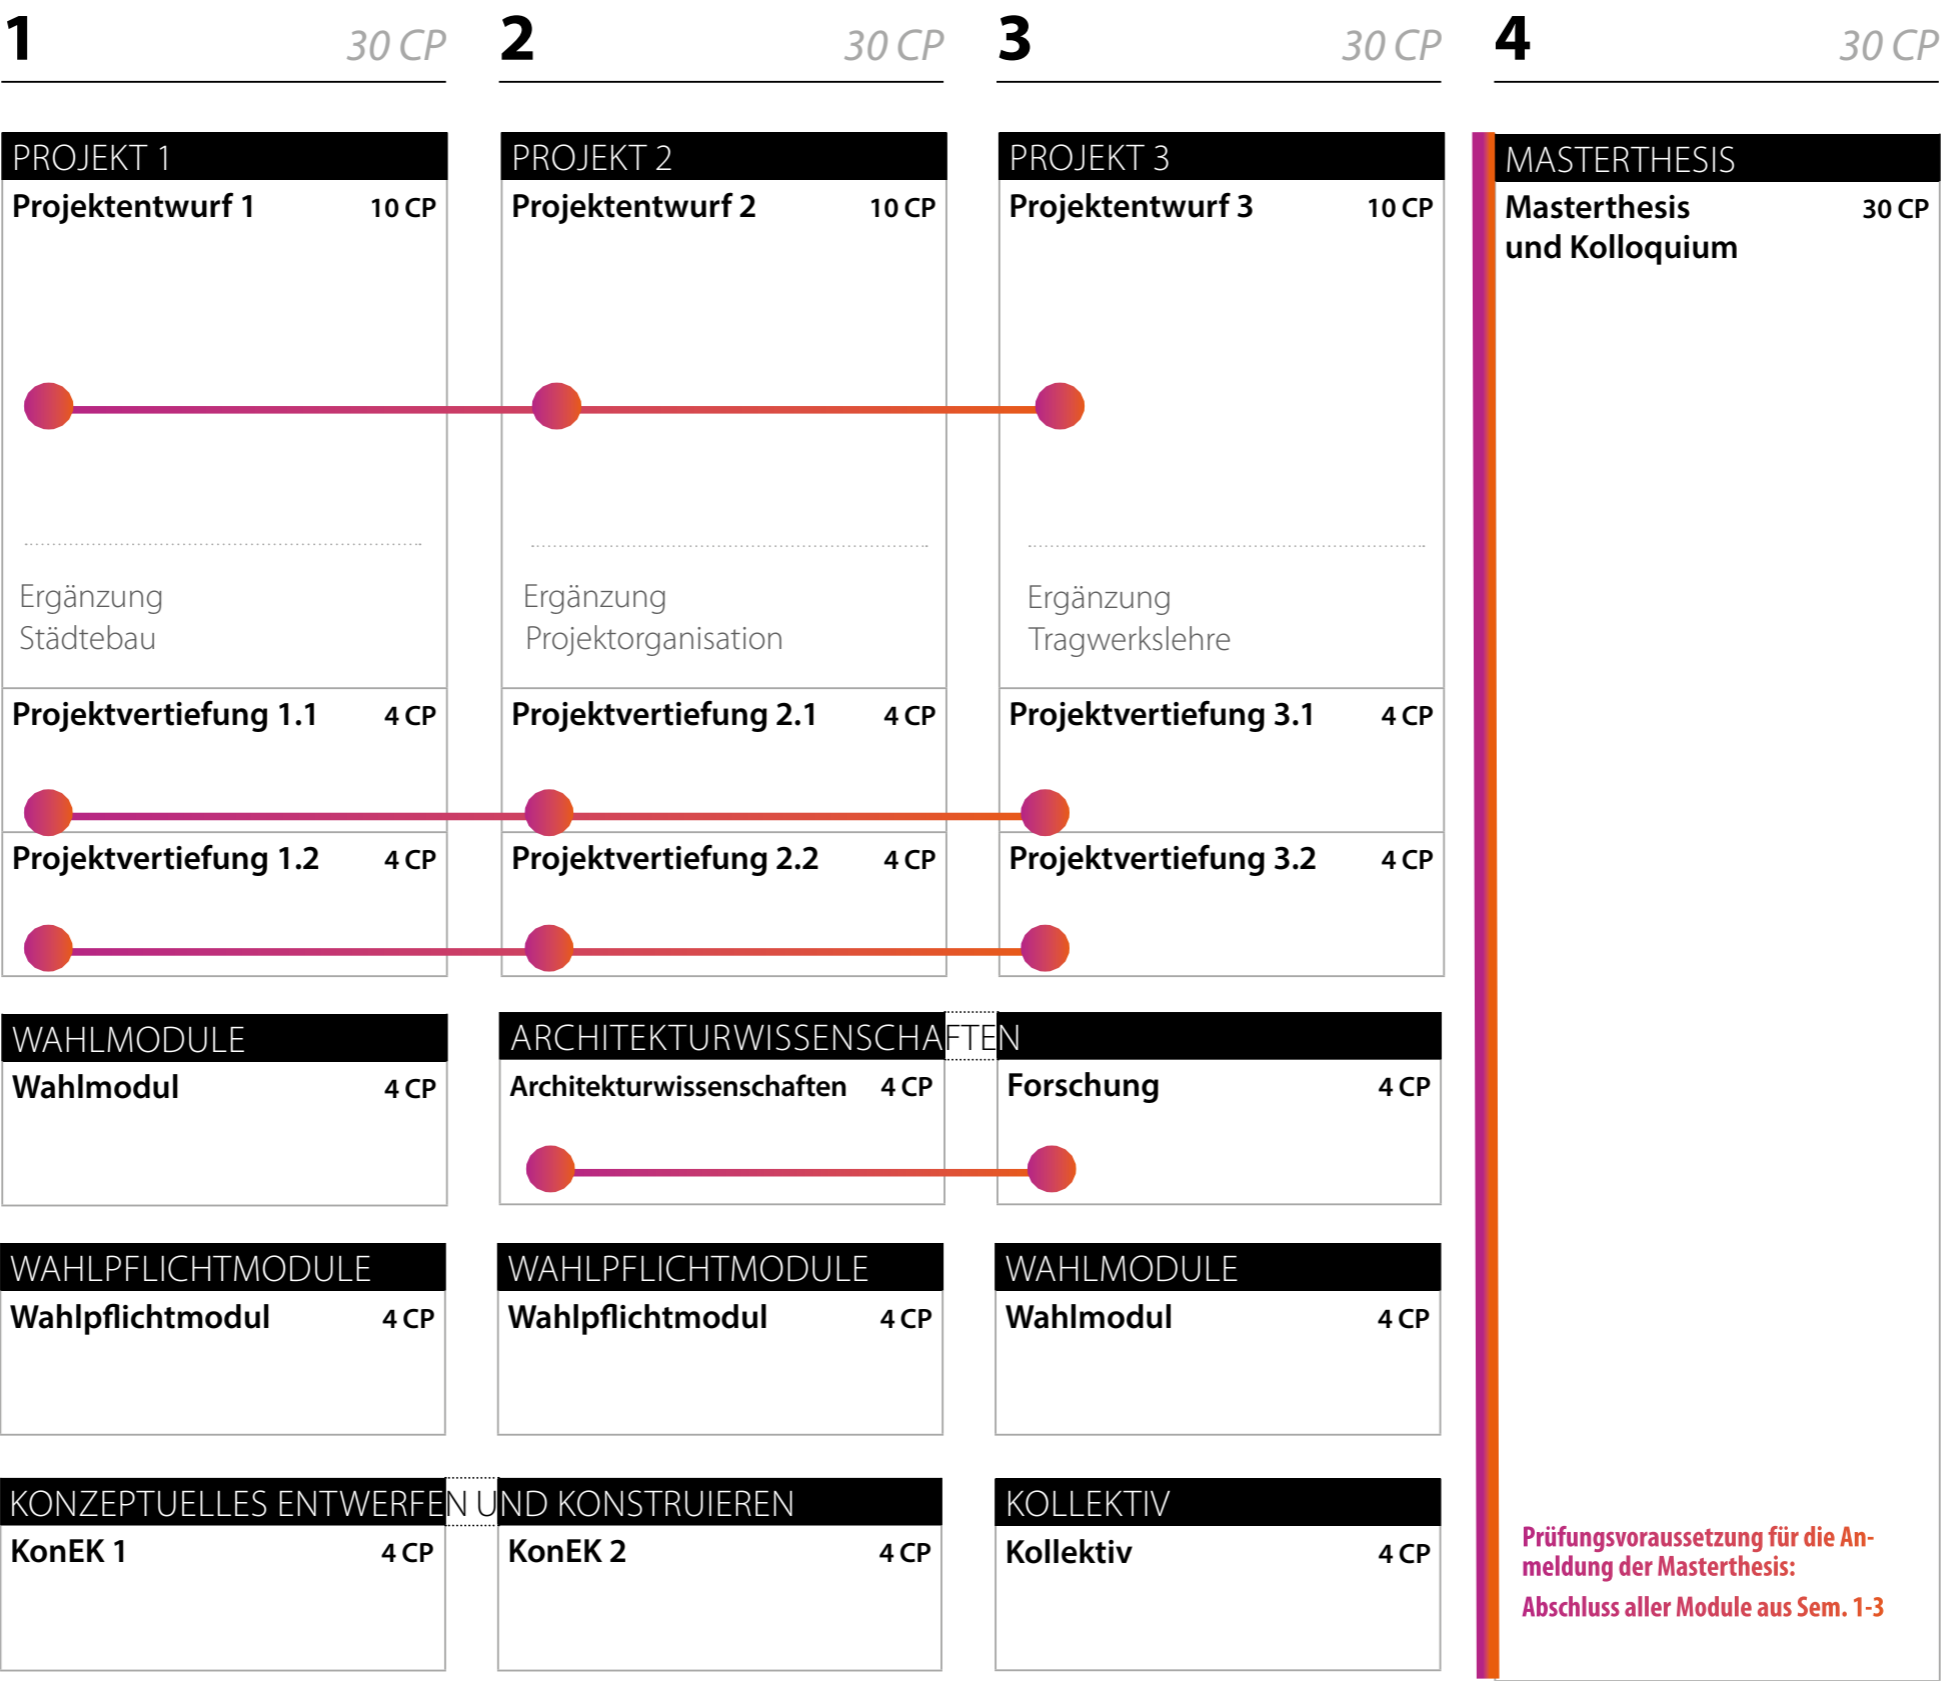 1 30 CP
2 30 CP
3 30 CP
4 30 CP
PROJEKT 1
Projektentwurf 1 10 CP
Ergänzung
Städtebau
Projektvertiefung 1.1 4 CP
Projektvertiefung 1.2 4 CP
PROJEKT 2
Projektentwurf 2 10 CP
Ergänzung
Projektorganisation
Projektvertiefung 2.1 4 CP
Projektvertiefung 2.2 4 CP
PROJEKT 3
Projektentwurf 3 10 CP
Ergänzung
Tragwerkslehre
Projektvertiefung 3.1 4 CP
Projektvertiefung 3.2 4 CP
MASTERTHESIS
Masterthesis 30 CP
und Kolloquium
WAHLMODULE
Wahlmodul 4 CP
ARCHITEKTURWISSENSCHAFTEN
Architekturwissenschaften 4 CP
Forschung 4 CP
WAHLPFLICHTMODULE
Wahlpflichtmodul 4 CP
WAHLPFLICHTMODULE
Wahlpflichtmodul 4 CP
WAHLMODULE
Wahlmodul 4 CP
KONZEPTUELLES ENTWERFEN UND KONSTRUIEREN
KonEK 1 4 CP
KonEK 2 4 CP
KOLLEKTIV
Kollektiv 4 CP
Prüfungsvoraussetzung für die An-
meldung der Masterthesis:
Abschluss aller Module aus Sem. 1-3